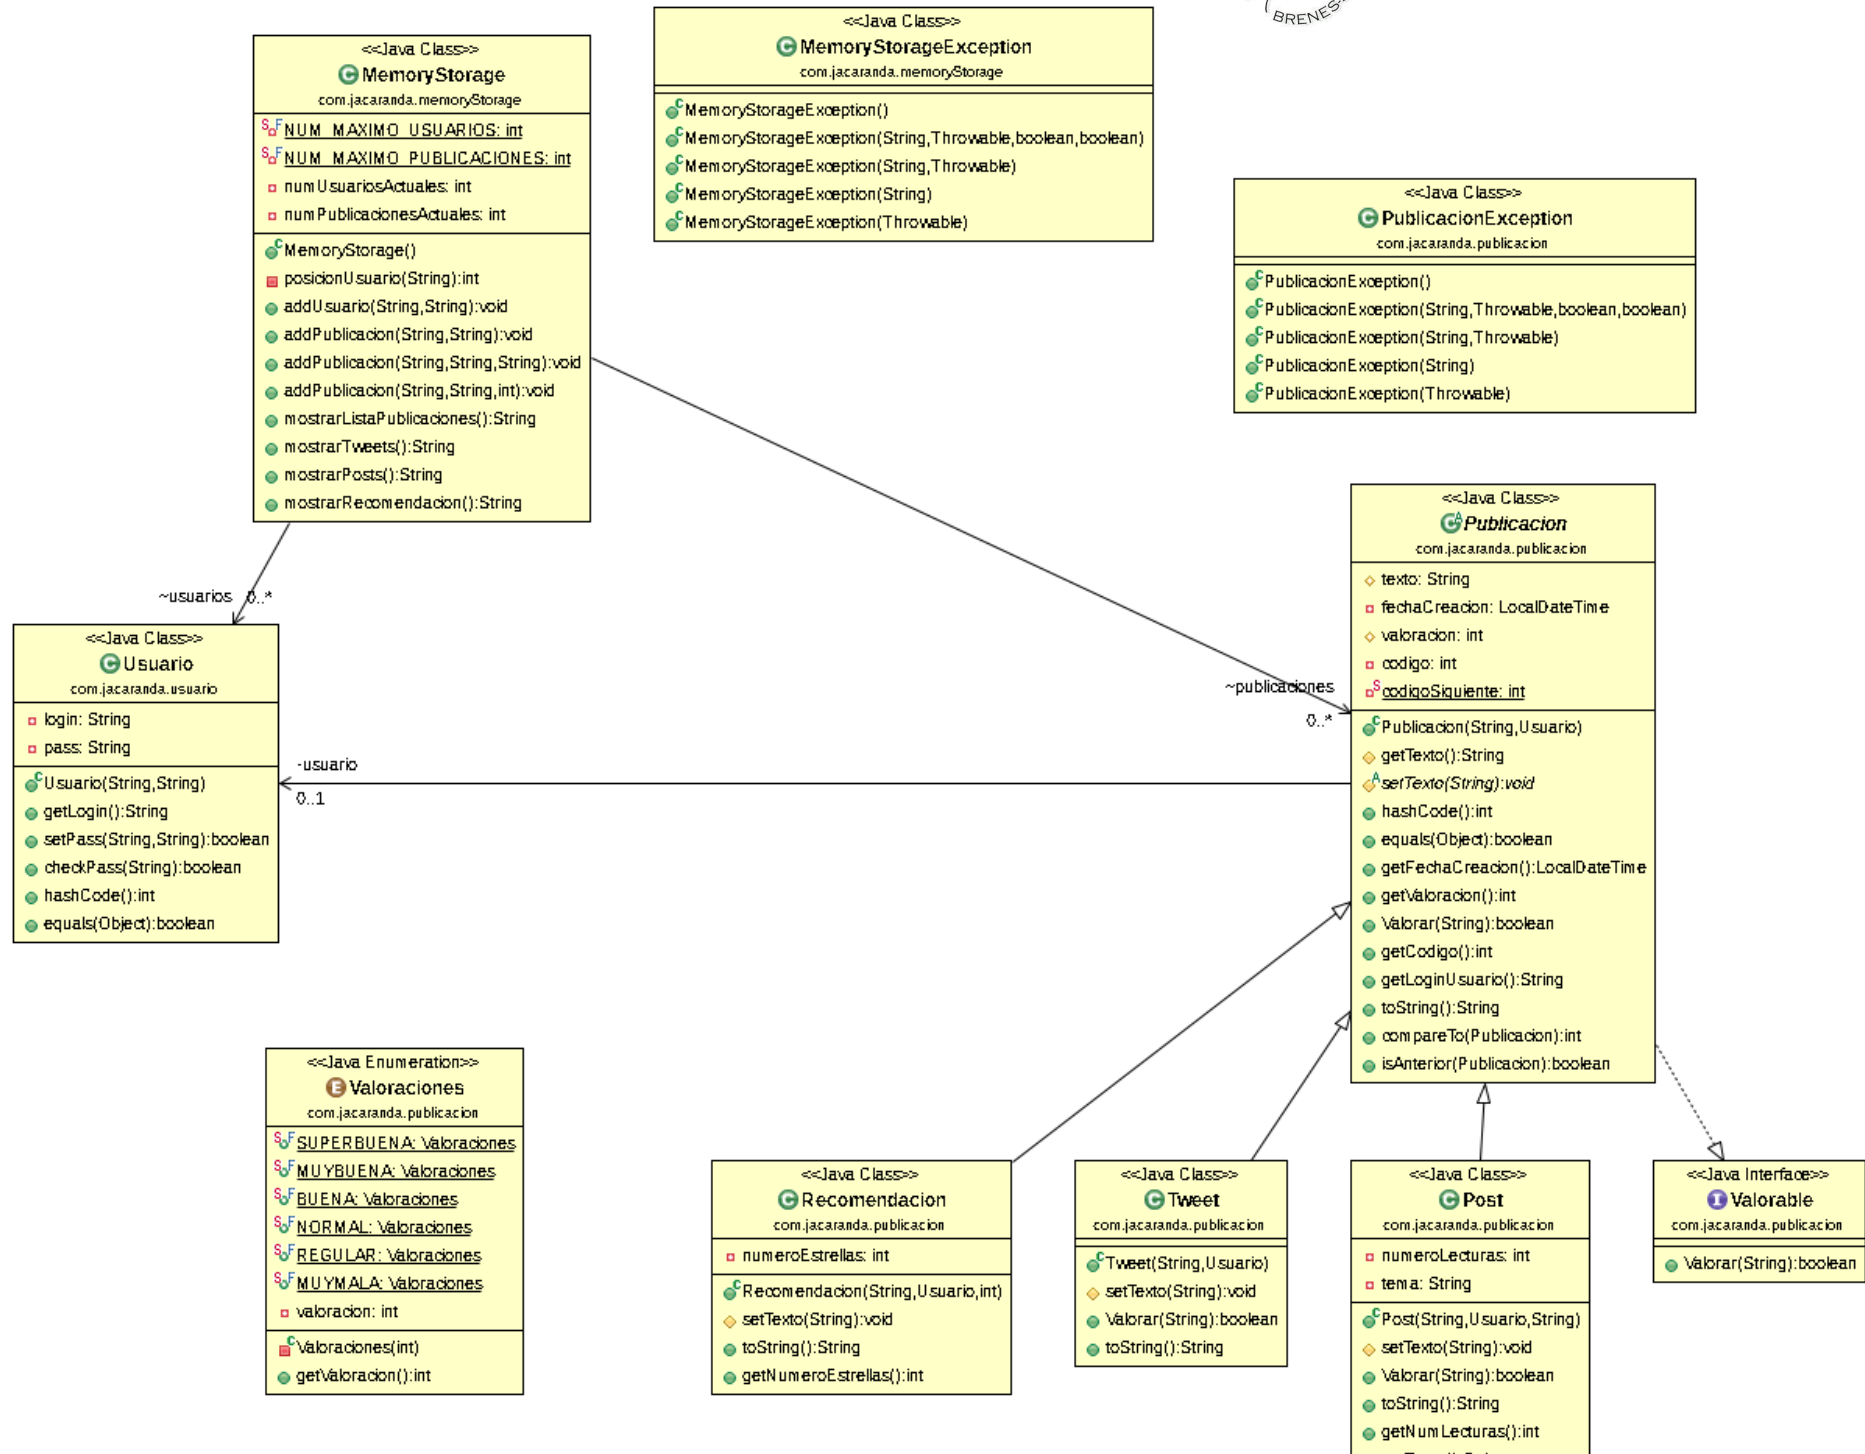 BRENES
<<Java Class>>
MemoryStorage
com.jacaranda.memoryStorage
NUM_MAXIMO_USUARIOS: int
NUM_MAXIMO_PUBLICACIONES: int
numUsuariosActuales: int
numPublicacionesActuales: int
MemoryStorage()
posicionUsuario(String):int
addUsuario(String,String):void
addPublicacion(String,String):void
addPublicacion(String,String,String):void
addPublicacion(String,String,int):void
mostrarListaPublicaciones():String
mostrarTweets():String
mostrarPosts():String
mostrarRecomendacion():String
<<Java Class>>
MemoryStorageException
com.jacaranda.memoryStorage
MemoryStorageException()
MemoryStorageException(String,Throwable,boolean,boolean)
MemoryStorageException(String,Throwable)
MemoryStorageException(String)
MemoryStorageException(Throwable)
<<Java Class>>
PublicacionException
com.jacaranda.publicacion
PublicacionException()
PublicacionException(String,Throwable,boolean,boolean)
PublicacionException(String,Throwable)
PublicacionException(String)
PublicacionException(Throwable)
~usuarios 0..*
<<Java Class>>
Usuario
com.jacaranda.usuario
login: String
pass: String
Usuario(String,String)
getLogin():String
setPass(String,String):boolean
checkPass(String):boolean
hashCode():int
equals(Object):boolean
~publicaciones
0..*
-usuario
0..1
<<Java Class>>
Publicacion
com.jacaranda.publicacion
texto: String
fechaCreacion: LocalDateTime
valoracion: int
codigo: int
codigoSiguiente: int
Publicacion(String,Usuario)
getTexto():String
setTexto(String):void
hashCode():int
equals(Object):boolean
getFechaCreacion():LocalDateTime
getValoracion():int
Valorar(String):boolean
getCodigo():int
getLoginUsuario():String
toString():String
compareTo(Publicacion):int
isAnterior(Publicacion):boolean
<<Java Enumeration>>
Valoraciones
com.jacaranda.publicacion
SUPERBUENA: Valoraciones
MUYBUENA: Valoraciones
BUENA: Valoraciones
NORMAL: Valoraciones
REGULAR: Valoraciones
MUYMALA: Valoraciones
valoracion: int
Valoraciones(int)
getValoracion():int
<<Java Class>>
Recomendacion
com.jacaranda.publicacion
numeroEstrellas: int
Recomendacion(String,Usuario,int)
setTexto(String):void
toString():String
getNumeroEstrellas():int
<<Java Class>>
Tweet
com.jacaranda.publicacion
Tweet(String,Usuario)
setTexto(String):void
Valorar(String):boolean
toString():String
<<Java Class>>
Post
com.jacaranda.publicacion
numeroLecturas: int
tema: String
Post(String,Usuario,String)
setTexto(String):void
Valorar(String):boolean
toString():String
getNumLecturas():int
<<Java Interface>>
Valorable
com.jacaranda.publicacion
Valorar(String):boolean